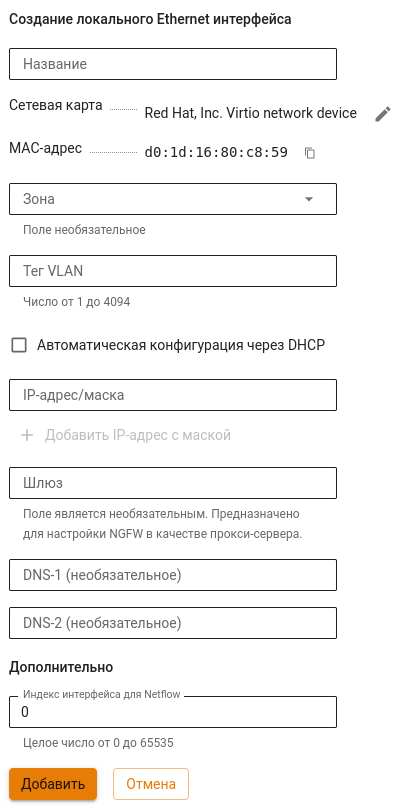 Создание локального Ethernet интерфейса
Название
Сетевая карта
Red Hat, Inc. Virtio network device
MAC-адрес
d0:1d:16:80:c8:59
Зона
Поле необязательное
Тег VLAN
Число от 1 до 4094
Автоматическая конфигурация через DHCP
IP-адрес/маска
Добавить IP-адрес с маской
Шлюз
Поле является необязательным. Предназначено
для настройки NGFW в качестве прокси-сервера.
DNS-1 (необязательное)
DNS-2 (необязательное)
Дополнительно
Индекс интерфейса для Netflow
0
Целое число от 0 до 65535
Добавить
Отмена